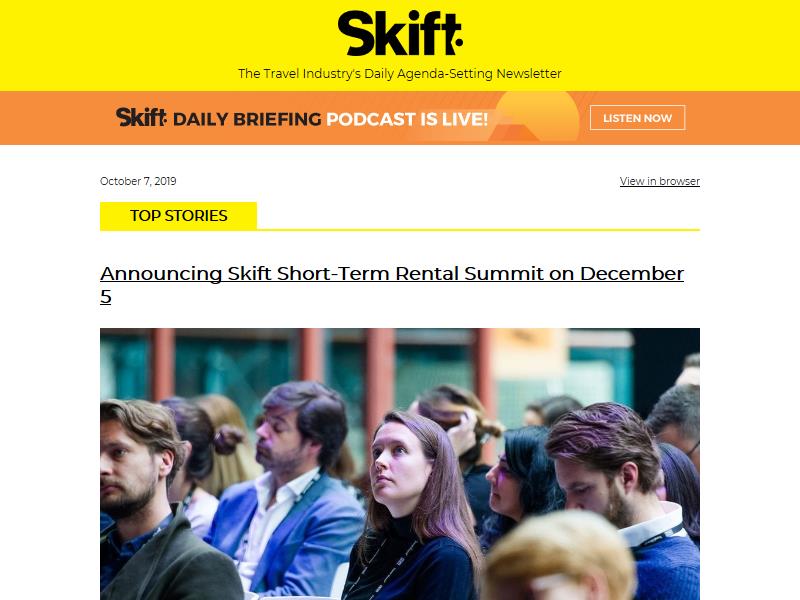 Skift
The Travel Industry's Daily Agenda-Setting Newsletter
Skift DAILY BRIEFING PODCAST IS LIVE!
LISTEN NOW
October 7, 2019
View in browser
TOP STORIES
Announcing Skift Short-Term Rental Summit on December
5